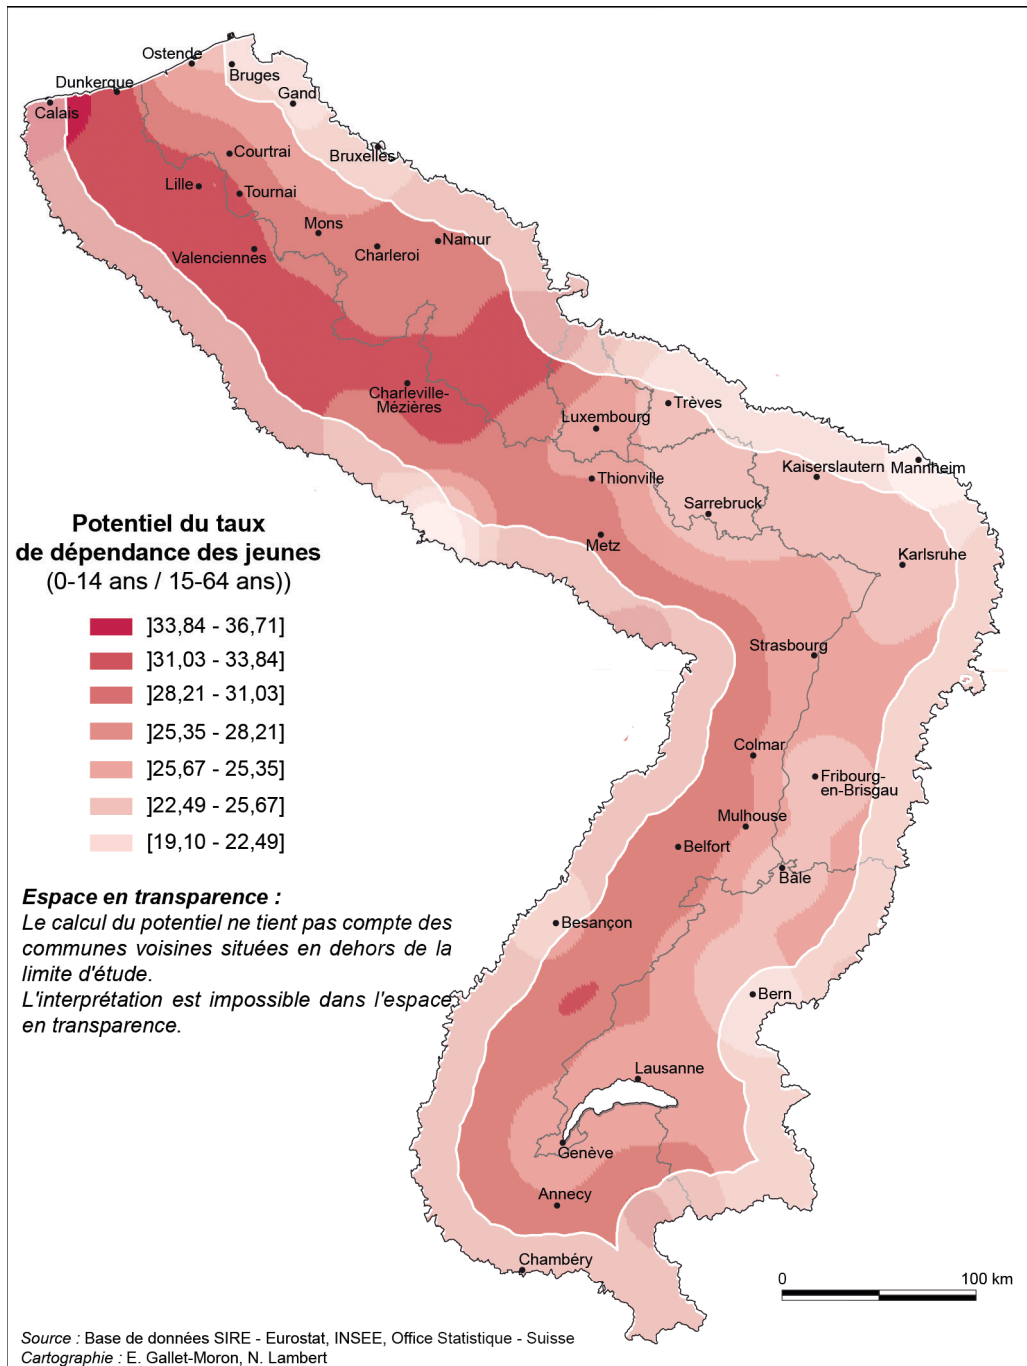 Ostende
Bruges
Dunkerque
Gand
Calais
Bruxelles
Courtrai
Lille
Tournai
Mons
Namur
Valenciennes
Charleroi
Charleville-
Mézières
Trèves
Luxembourg
Kaiserslautern
Mannheim
Thionville
Sarrebruck
Metz
Karlsruhe
Strasbourg
Colmar
Fribourg-
en-Brisgau
Mulhouse
Belfort
Bâle
Besançon
Bern
Lausanne
Genève
Annecy
Chambéry
Potentiel du taux
de dépendance des jeunes
(0-14 ans / 15-64 ans))
]33,84 - 36,71]
]31,03 - 33,84]
]28,21 - 31,03]
]25,35 - 28,21]
]25,67 - 25,35]
]22,49 - 25,67]
[19,10 - 22,49]
Espace en transparence :
Le calcul du potentiel ne tient pas compte des
communes voisines situées en dehors de la
limite d'étude.
L'interprétation est impossible dans l'espace
en transparence.
0 100 km
Source : Base de données SIRE - Eurostat, INSEE, Office Statistique - Suisse
Cartographie : E. Gallet-Moron, N. Lambert